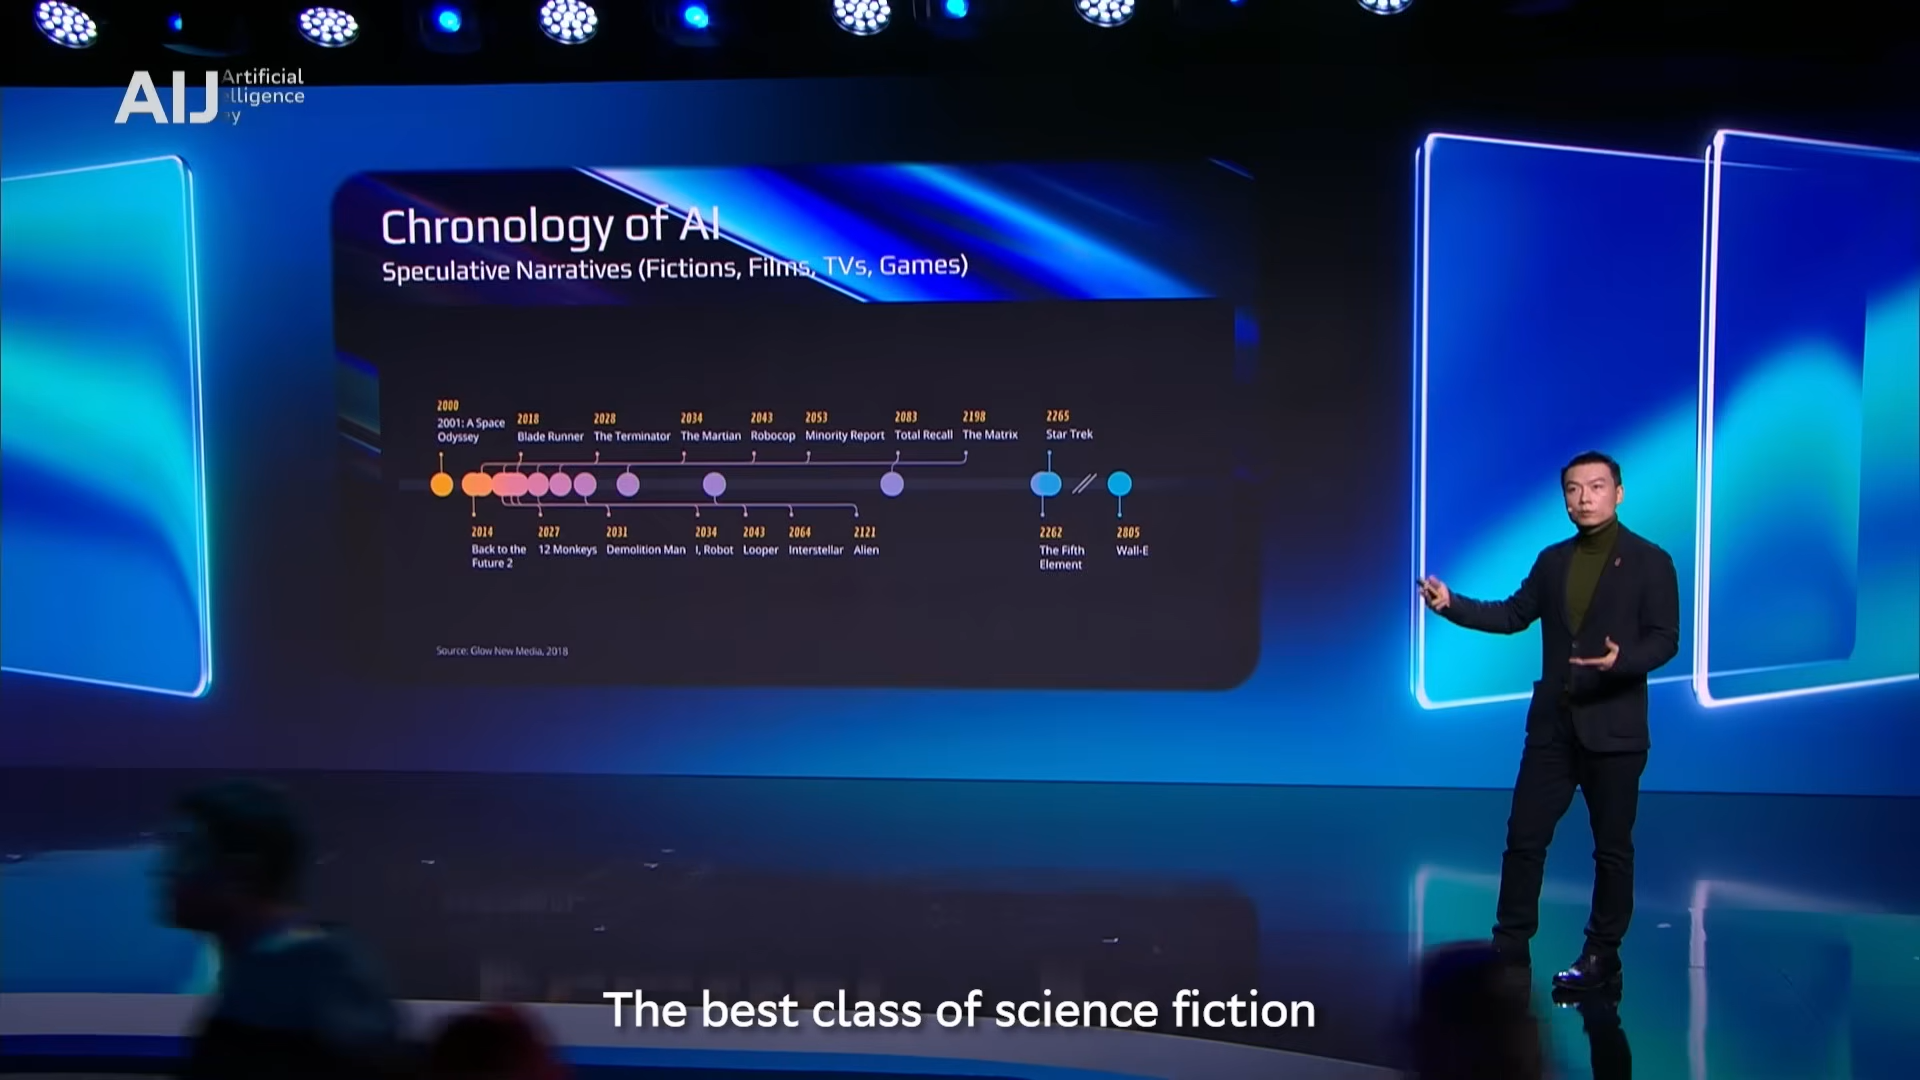 AIJ
Artificial
lligence
y
Chronology of AI
Speculative Narratives (Fictions, Films, TVs, Games)
2000
2001: A Space
Odyssey
2018
Blade Runner
2028
The Terminator
2034
The Martian
2043
Robocop
2053
Minority Report
2083
Total Recall
2198
The Matrix
2265
Star Trek
2014
Back to the
Future 2
2027
12 Monkeys
2031
Demolition Man
2034
I, Robot
2043
Looper
2064
Interstellar
2121
Alien
2262
The Fifth
Element
2805
Wall-E
Source: Glow New Media, 2018
The best class of science fiction